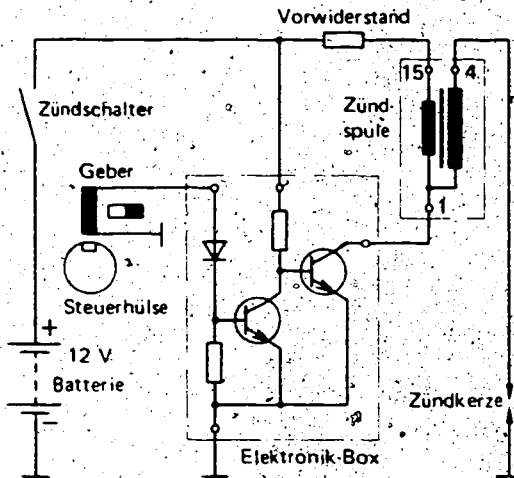 Vorwiderstand
15
4
Zündschalter
Zünd-
spule
Geber
1
Steuerhülse
+
12 V
Batterie
-
Zündkerze
Elektronik-Box